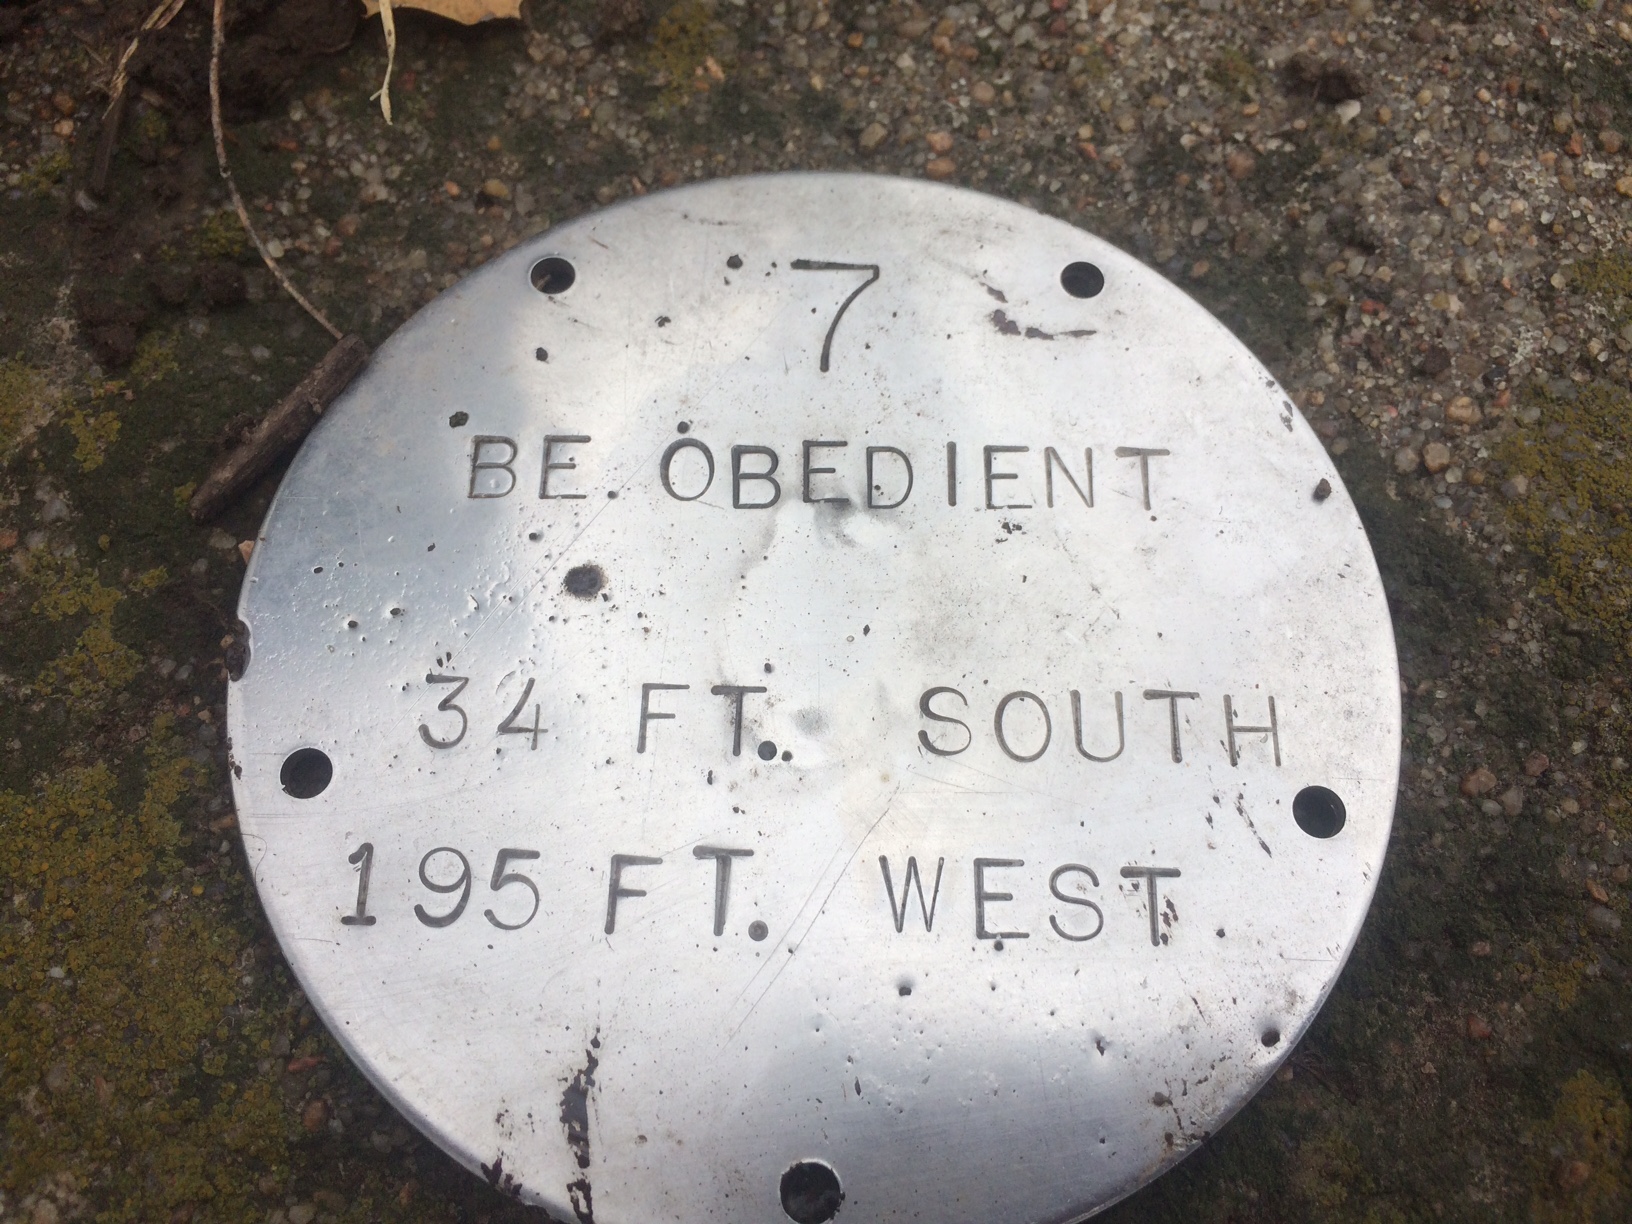 7
BE OBEDIENT
34 FT. SOUTH
195 FT. WEST